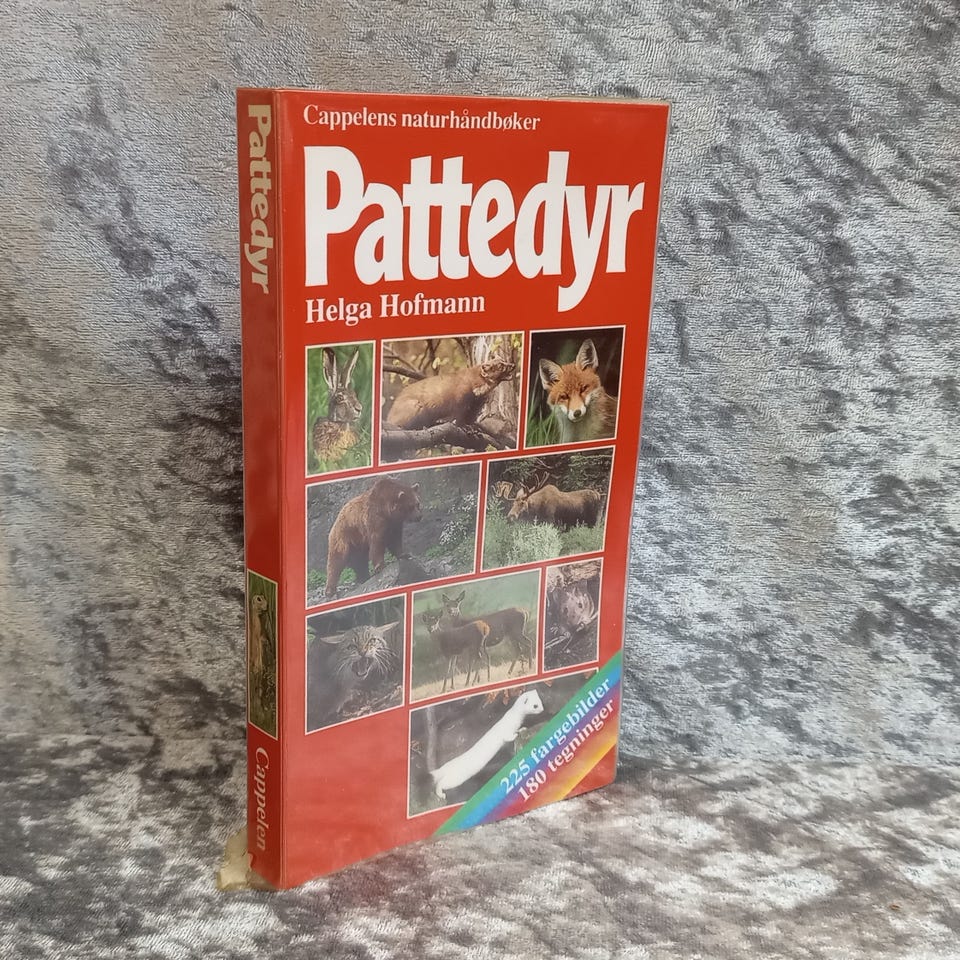 Cappelens naturhåndbøker
Pattedyr
Helga Hofmann
225 fargebilder
180 tegninger
Pattedyr
Cappelen